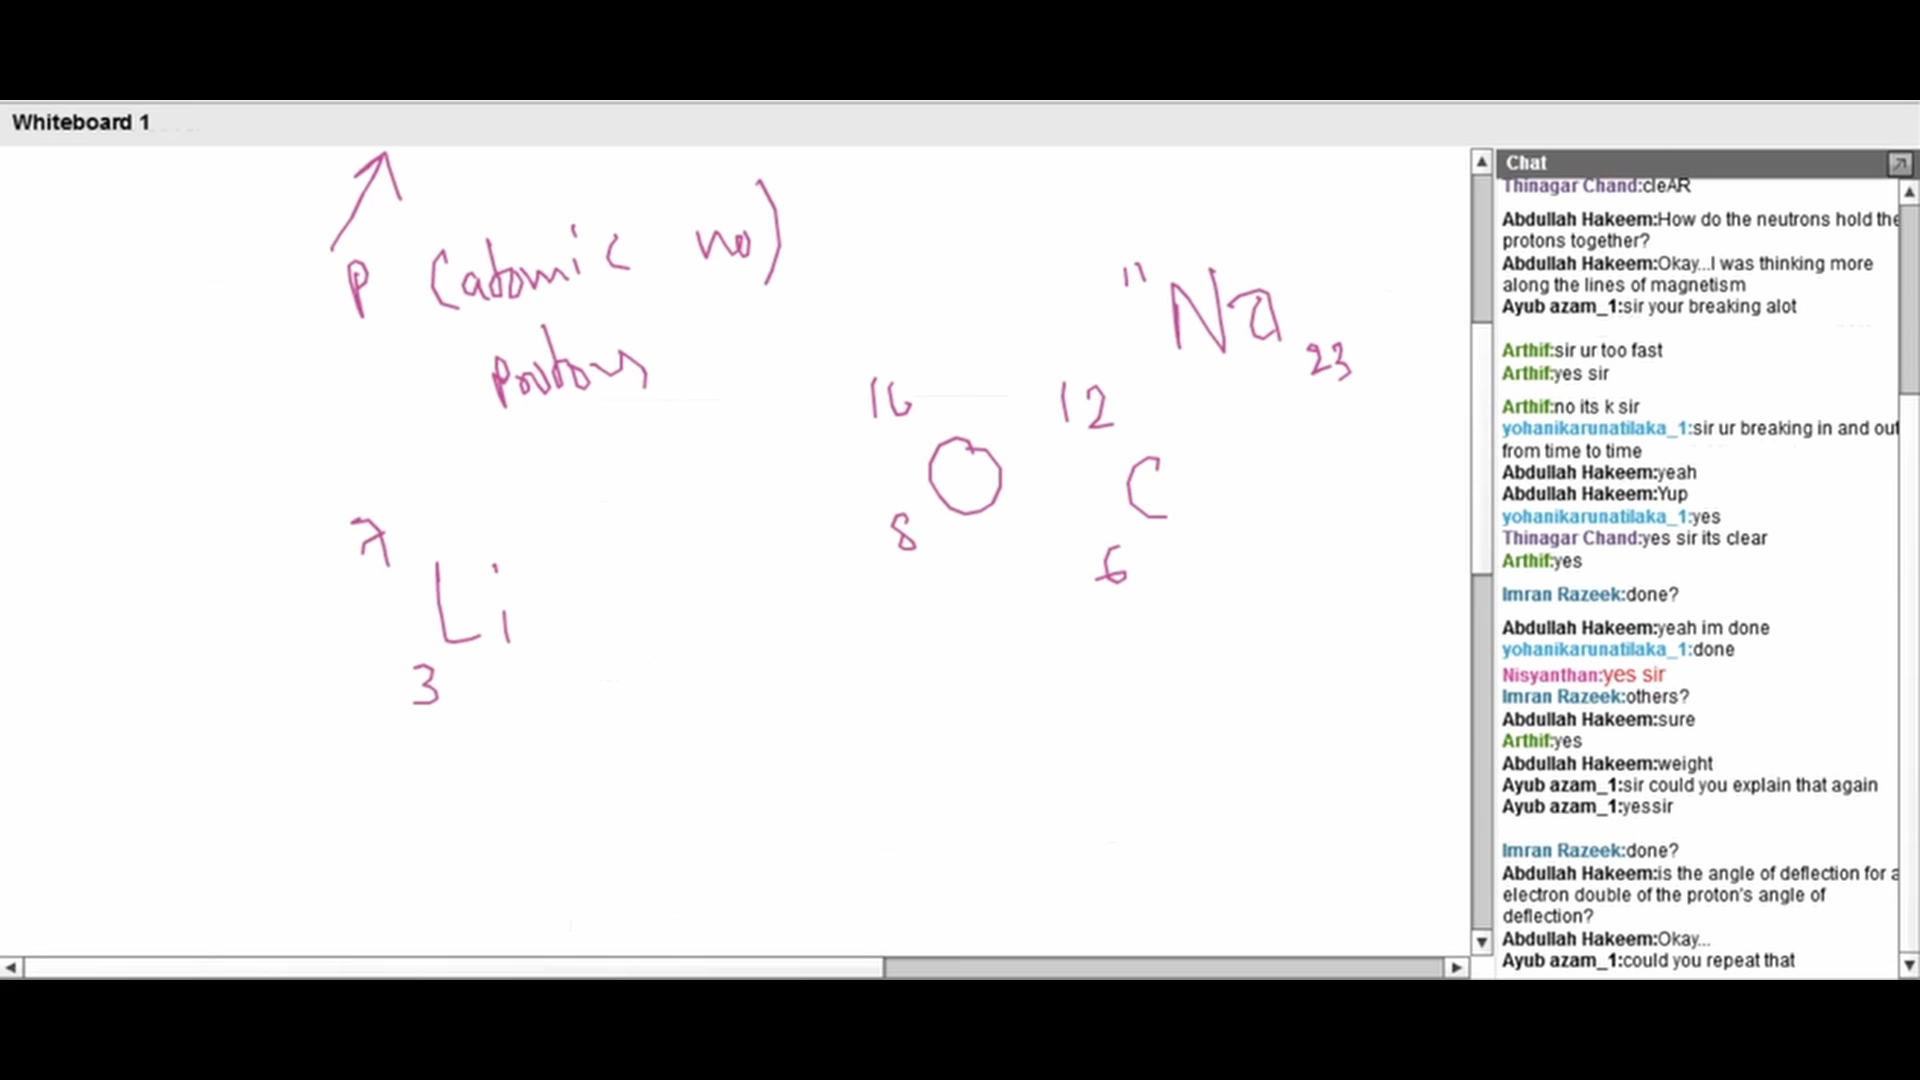 Whiteboard 1
P (atomic no)
Protons
11 Na 23
16
O
8
12
C
6
7
Li
3
Chat
Thinagar Chand:cleAR
Abdullah Hakeem:How do the neutrons hold the
protons together?
Abdullah Hakeem:Okay...I was thinking more
along the lines of magnetism
Ayub azam_1:sir your breaking alot
Arthif:sir ur too fast
Arthif:yes sir
Arthif:no its k sir
yohanikarunatilaka_1:sir ur breaking in and out
from time to time
Abdullah Hakeem:yeah
Abdullah Hakeem:Yup
yohanikarunatilaka_1:yes
Thinagar Chand:yes sir its clear
Arthif:yes
Imran Razeek:done?
Abdullah Hakeem:yeah im done
yohanikarunatilaka_1:done
Nisyanthan:yes sir
Imran Razeek:others?
Abdullah Hakeem:sure
Arthif:yes
Abdullah Hakeem:weight
Ayub azam_1:sir could you explain that again
Ayub azam_1:yessir
Imran Razeek:done?
Abdullah Hakeem:is the angle of deflection for a
electron double of the proton's angle of
deflection?
Abdullah Hakeem:Okay...
Ayub azam_1:could you repeat that